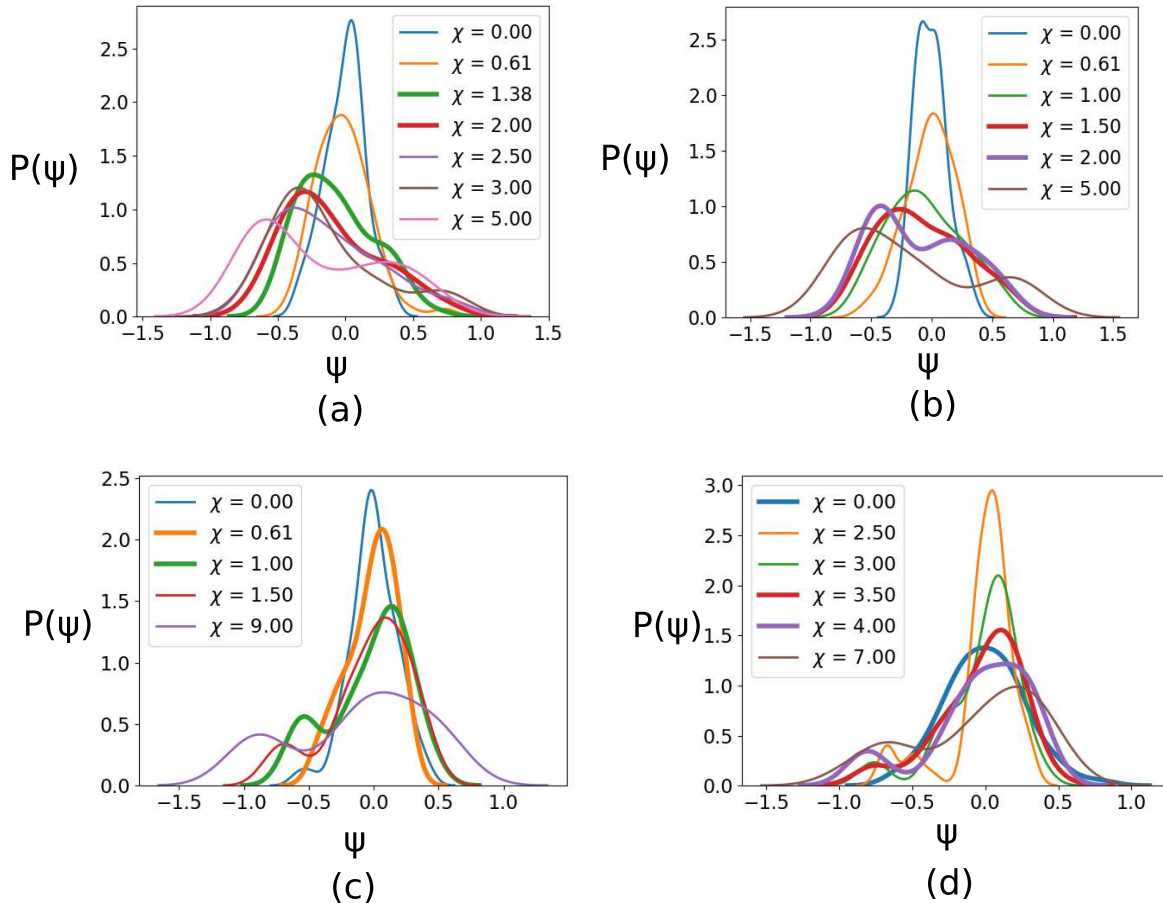 P(ψ)
2.5
2.0
1.5
1.0
0.5
0.0
−1.5 −1.0 −0.5 0.0 0.5 1.0 1.5
χ = 0.00
χ = 0.61
χ = 1.38
χ = 2.00
χ = 2.50
χ = 3.00
χ = 5.00
ψ
(a)
P(ψ)
2.5
2.0
1.5
1.0
0.5
0.0
−1.5 −1.0 −0.5 0.0 0.5 1.0 1.5
χ = 0.00
χ = 0.61
χ = 1.00
χ = 1.50
χ = 2.00
χ = 5.00
ψ
(b)
P(ψ)
2.5
2.0
1.5
1.0
0.5
0.0
−1.5 −1.0 −0.5 0.0 0.5 1.0
χ = 0.00
χ = 0.61
χ = 1.00
χ = 1.50
χ = 9.00
ψ
(c)
P(ψ)
3.0
2.5
2.0
1.5
1.0
0.5
0.0
−1.5 −1.0 −0.5 0.0 0.5 1.0
χ = 0.00
χ = 2.50
χ = 3.00
χ = 3.50
χ = 4.00
χ = 7.00
ψ
(d)